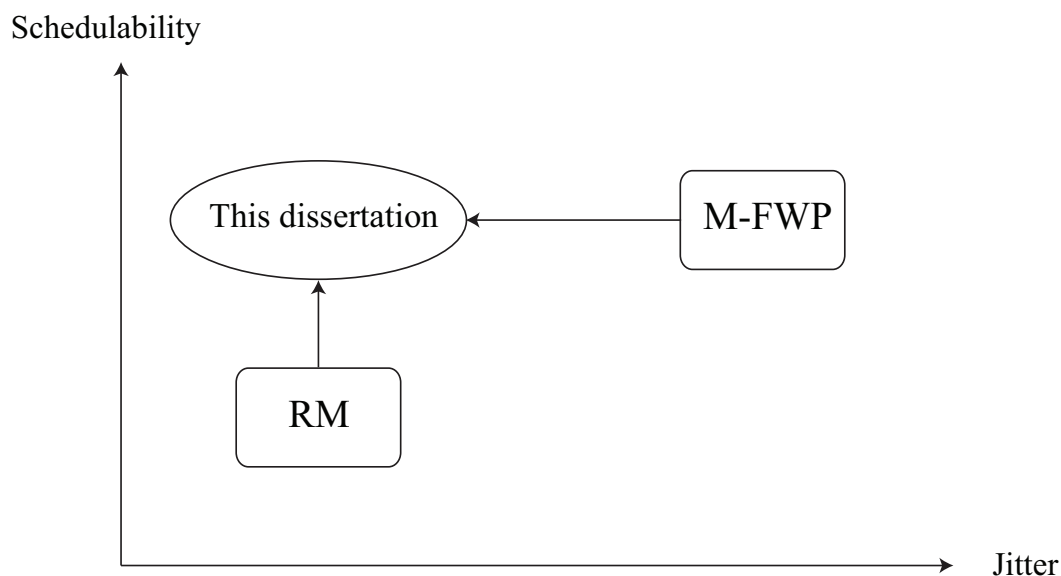 Schedulability
This dissertation
M-FWP
RM
Jitter